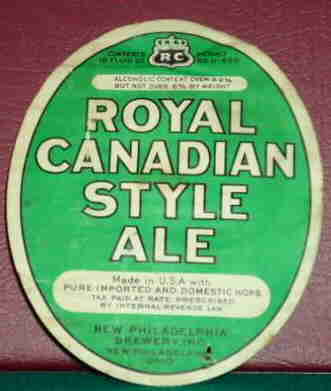 CONTENTS
12 FLUID OZ.
RC
PERMIT
ALCOHOLIC CONTENT OVER
BUT NOT OVER 6% BY WEIGHT
ROYAL
CANADIAN
STYLE
ALE
Made in U.S.A. with
PURE IMPORTED AND DOMESTIC HOPS
TAX PAID AT RATE PRESCRIBED
BY INTERNAL REVENUE LAW
NEW PHILADELPHIA
BREWERY, INC.
NEW PHILADELPHIA
OHIO